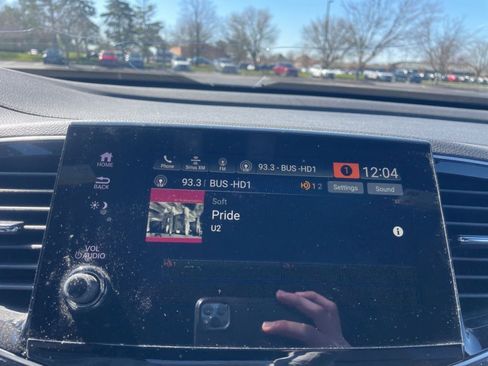 HOME
BACK
VOL
AUDIO
Phone
Sirius XM
FM
93.3 - BUS -HD1
1
12:04
93.3 BUS -HD1
HD 1 2
Settings
Sound
Soft
Pride
U2
i